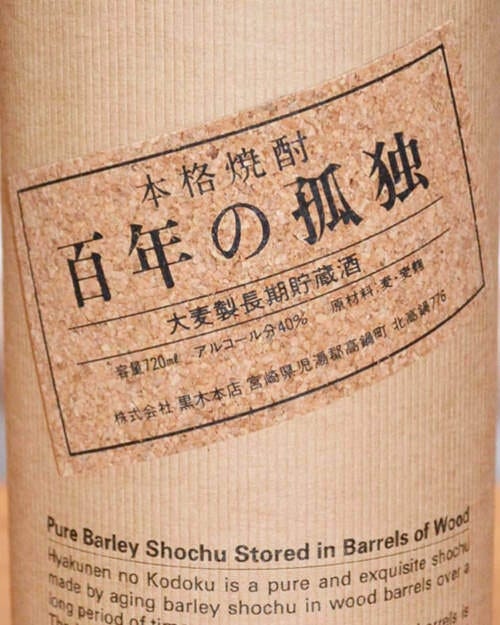 本格焼酎
百年の孤独
大麦製長期貯蔵酒
容量720ml アルコール分40% 原材料 麦・麦麹
株式会社 黒木本店 宮崎県児湯郡高鍋町 北高鍋776
Pure Barley Shochu Stored in Barrels of Wood
Hyakunen no Kodoku is a pure and exquisite shochu
made by aging barley shochu in wood barrels over a
long period of
barrels is